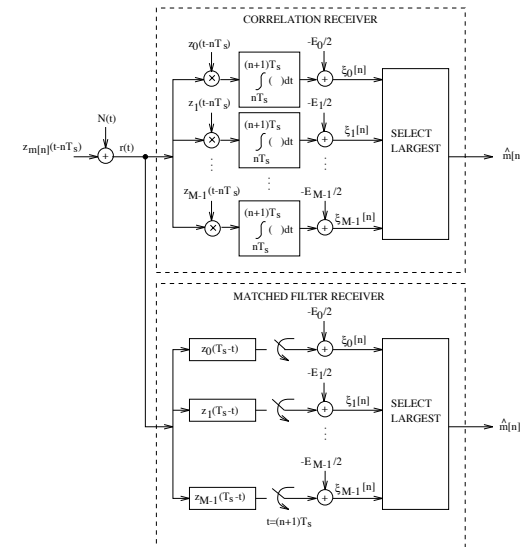 CORRELATION RECEIVER
z0(t-nTs)
(n+1)Ts
∫( )dt
nTs
-E0/2
ξ0[n]
z1(t-nTs)
(n+1)Ts
∫( )dt
nTs
-E1/2
ξ1[n]
zM-1(t-nTs)
(n+1)Ts
∫( )dt
nTs
-EM-1/2
ξM-1[n]
SELECT
LARGEST
m̂[n
N(t)
zm[n](t-nTs)
r(t)
MATCHED FILTER RECEIVER
-E0/2
z0(Ts-t)
ξ0[n]
-E1/2
z1(Ts-t)
ξ1[n]
-EM-1/2
zM-1(Ts-t)
ξM-1[n]
t=(n+1)Ts
SELECT
LARGEST
m̂[n]